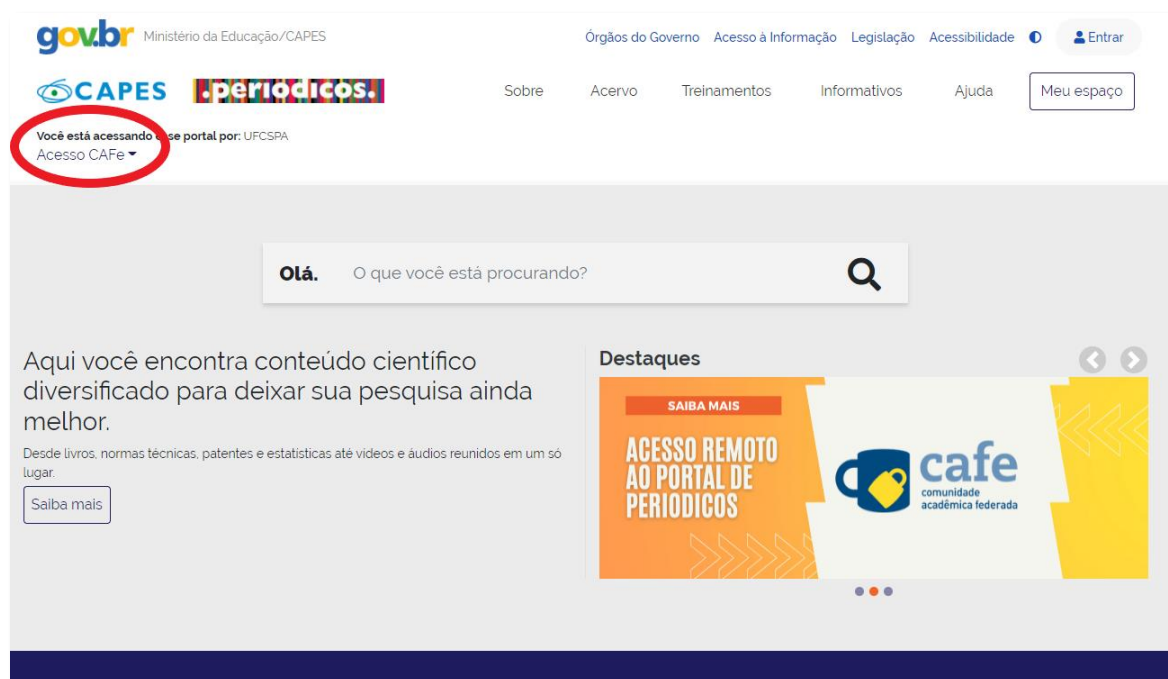 gov.br Ministério da Educação/CAPES Órgãos do Governo Acesso à Informação Legislação Acessibilidade Entrar
CAPES .periodicos. Sobre Acervo Treinamentos Informativos Ajuda Meu espaço
Você está acessando esse portal por: UFCSPA
Acesso CAFe
Olá. O que você está procurando?
Aqui você encontra conteúdo científico
diversificado para deixar sua pesquisa ainda
melhor.
Desde livros, normas técnicas, patentes e estatísticas até vídeos e áudios reunidos em um só
lugar.
Saiba mais
Destaques
SAIBA MAIS
ACESSO REMOTO
AO PORTAL DE
PERIODICOS
cafe
comunidade
acadêmica federada